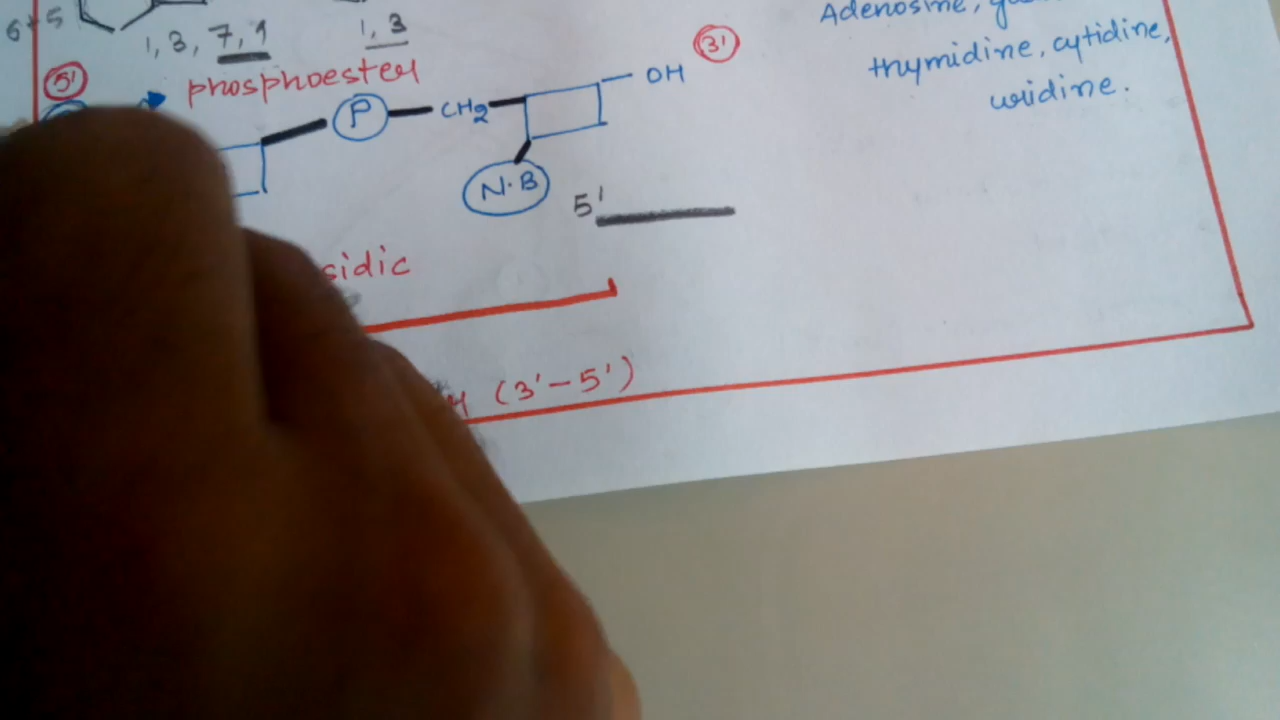 6+5
1, 3, 7, 9
1, 3
Adenosine,
thymidine, cytidine,
uridine.
5'
phosphoester
3'
P
CH2
OH
N.B
5'
sidic
(3'-5')